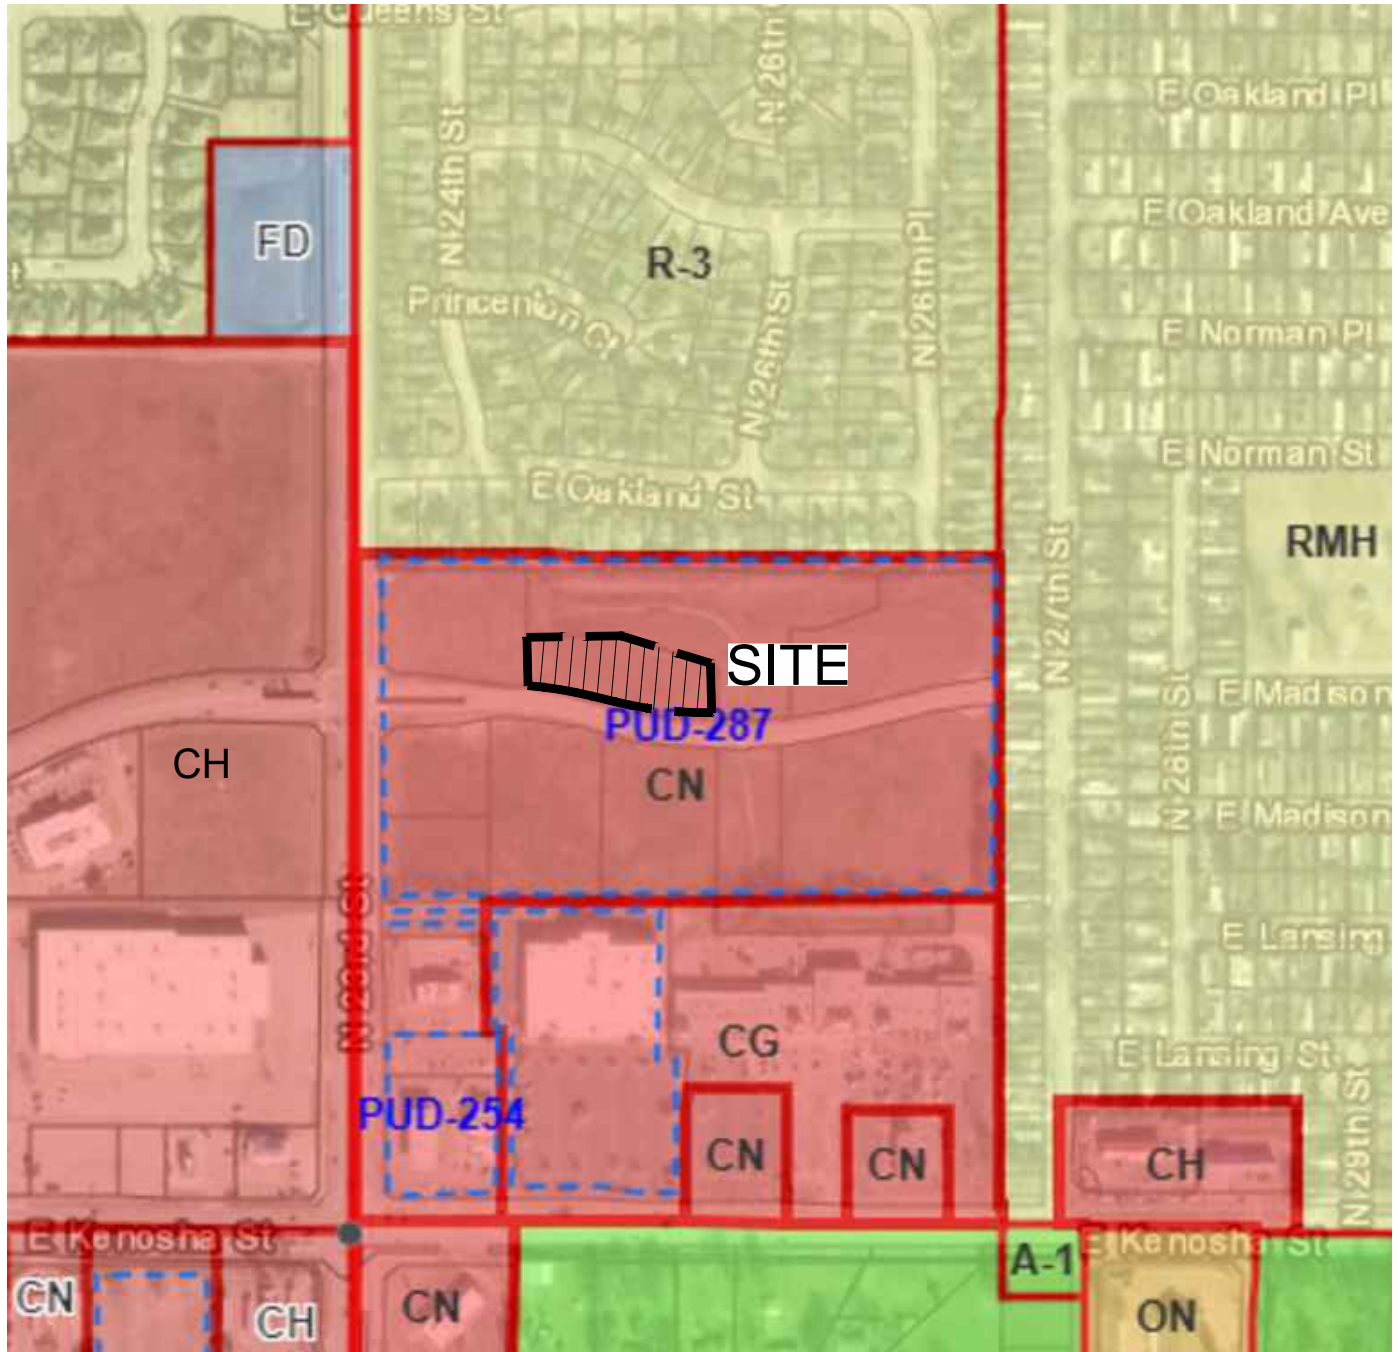 E Queens St
N 26th
E Oakland Pl
N 24th St
FD
R-3
N 26th Pl
E Oakland Ave
Princeton Ct
N 26th St
E Norman Pl
E Norman St
E Oakland St
RMH
N 27th St
SITE
E Madison
N 28th St
PUD-287
CH
CN
E Madison
N 23rd St
E Lansing
CG
E Lansing St
PUD-254
CN
CN
CH
N 29th St
E Kenosha St
A-1
E Kenosha St
CN
CH
CN
ON